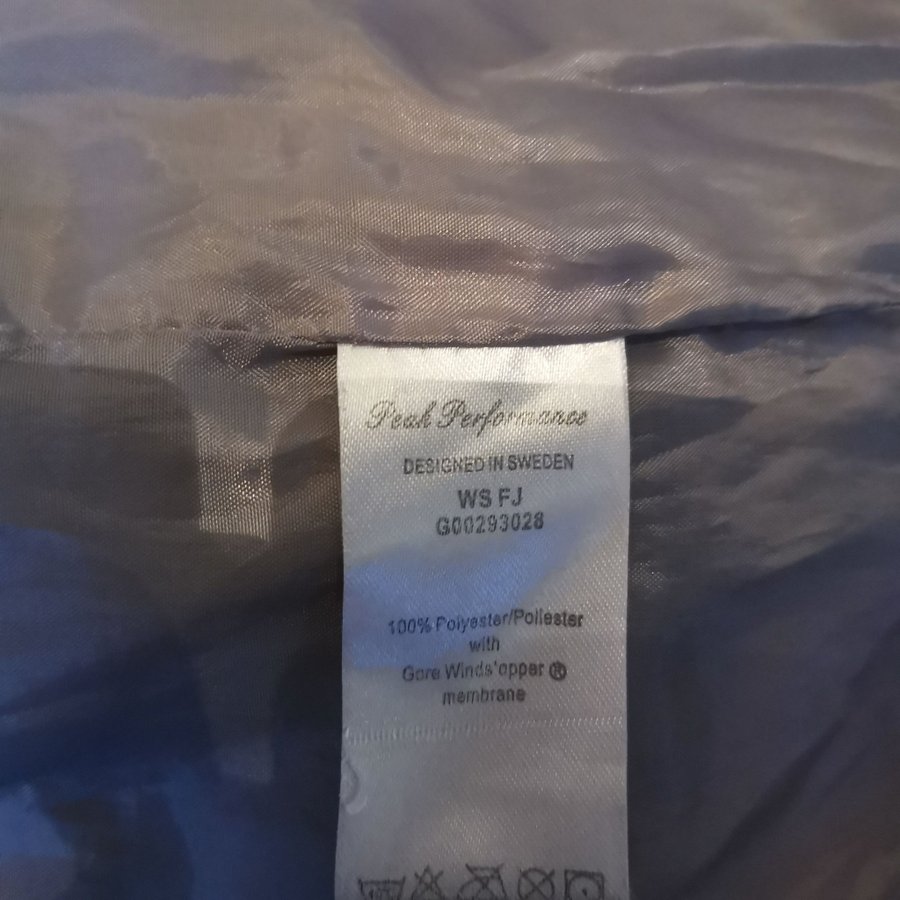 Peak Performance
DESIGNED IN SWEDEN
WS FJ
G00293028
100% Polyester/Poliester
with
Gore Winds'opper ®
membrane